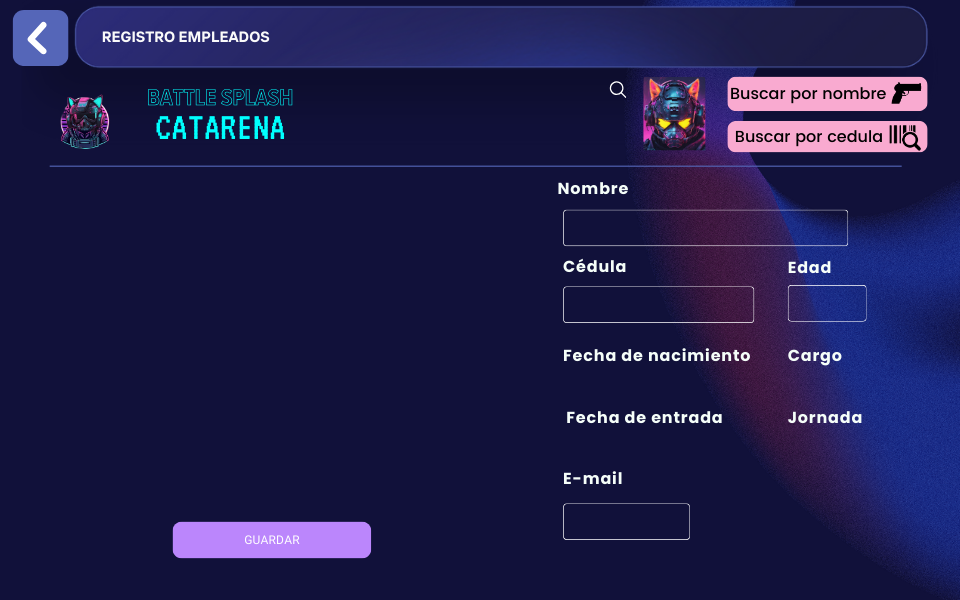 REGISTRO EMPLEADOS
BATTLE SPLASH
CATARENA
Buscar por nombre
Buscar por cedula
Nombre
Cédula
Edad
Fecha de nacimiento
Cargo
Fecha de entrada
Jornada
E-mail
GUARDAR